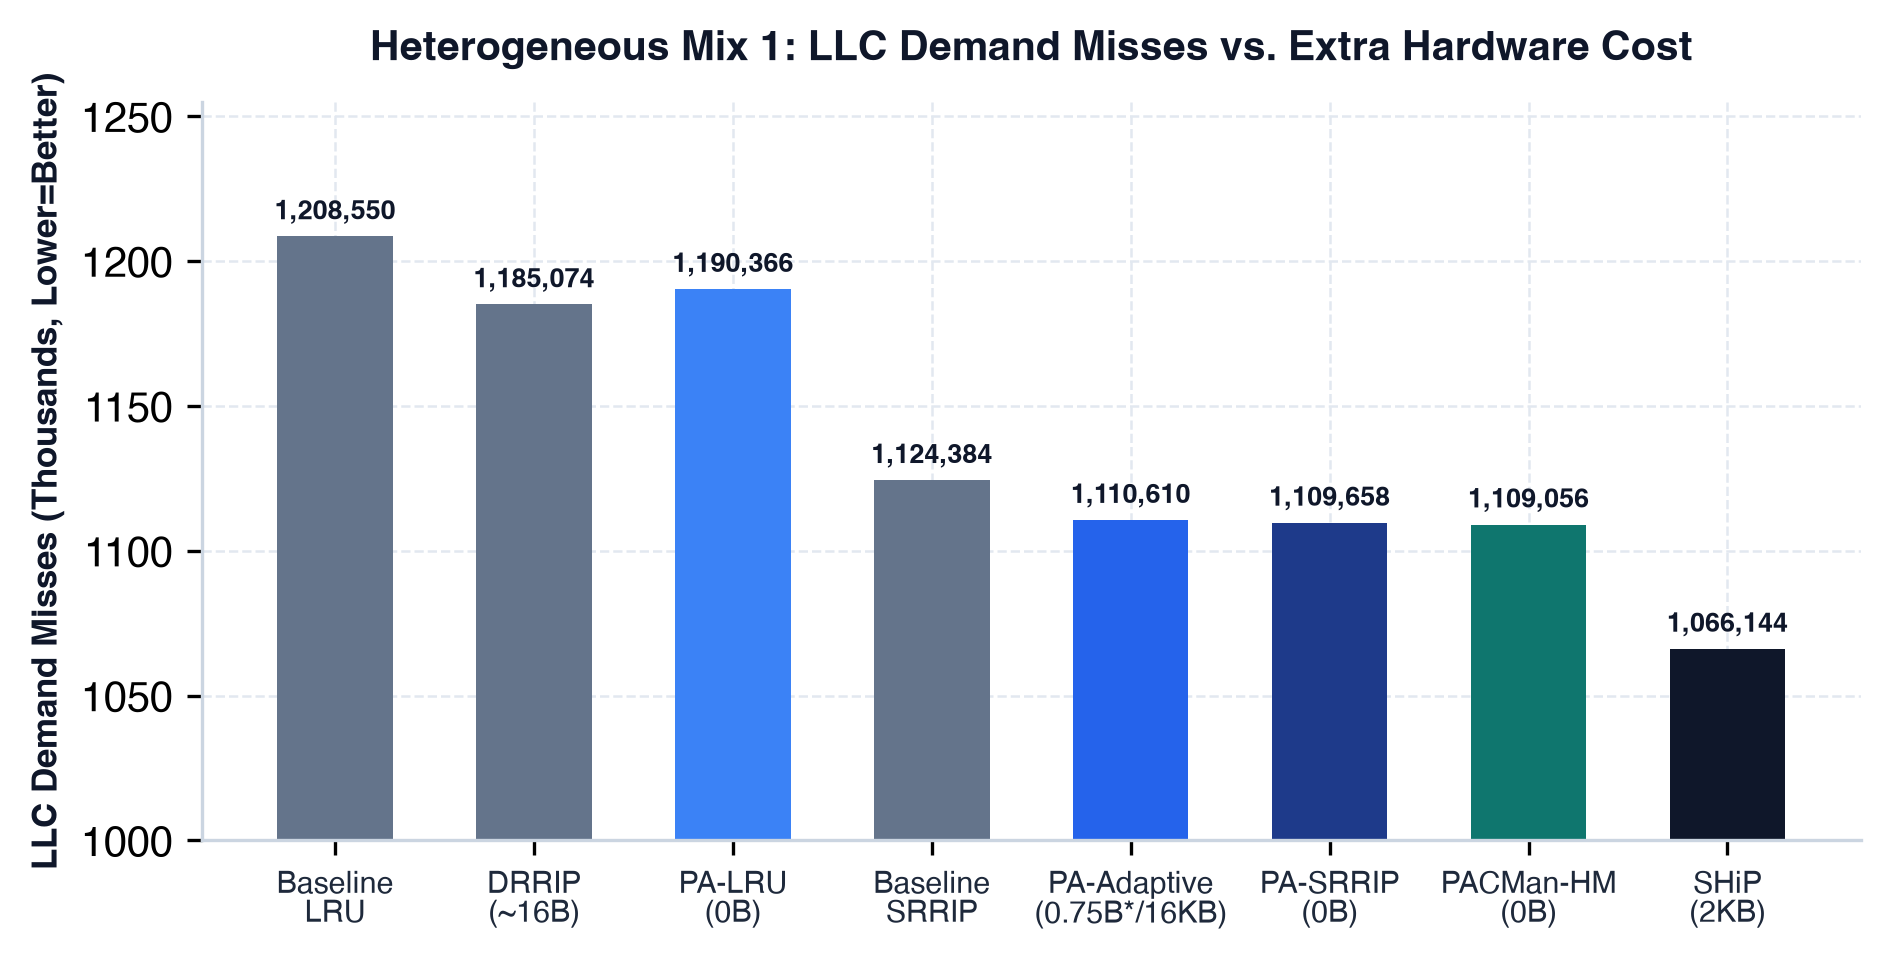 Heterogeneous Mix 1: LLC Demand Misses vs. Extra Hardware Cost
LLC Demand Misses (Thousands, Lower=Better)
1250
1200
1150
1100
1050
1000
1,208,550
1,185,074
1,190,366
1,124,384
1,110,610
1,109,658
1,109,056
1,066,144
Baseline
LRU
DRRIP
(~16B)
PA-LRU
(0B)
Baseline
SRRIP
PA-Adaptive
(0.75B*/16KB)
PA-SRRIP
(0B)
PACMan-HM
(0B)
SHiP
(2KB)